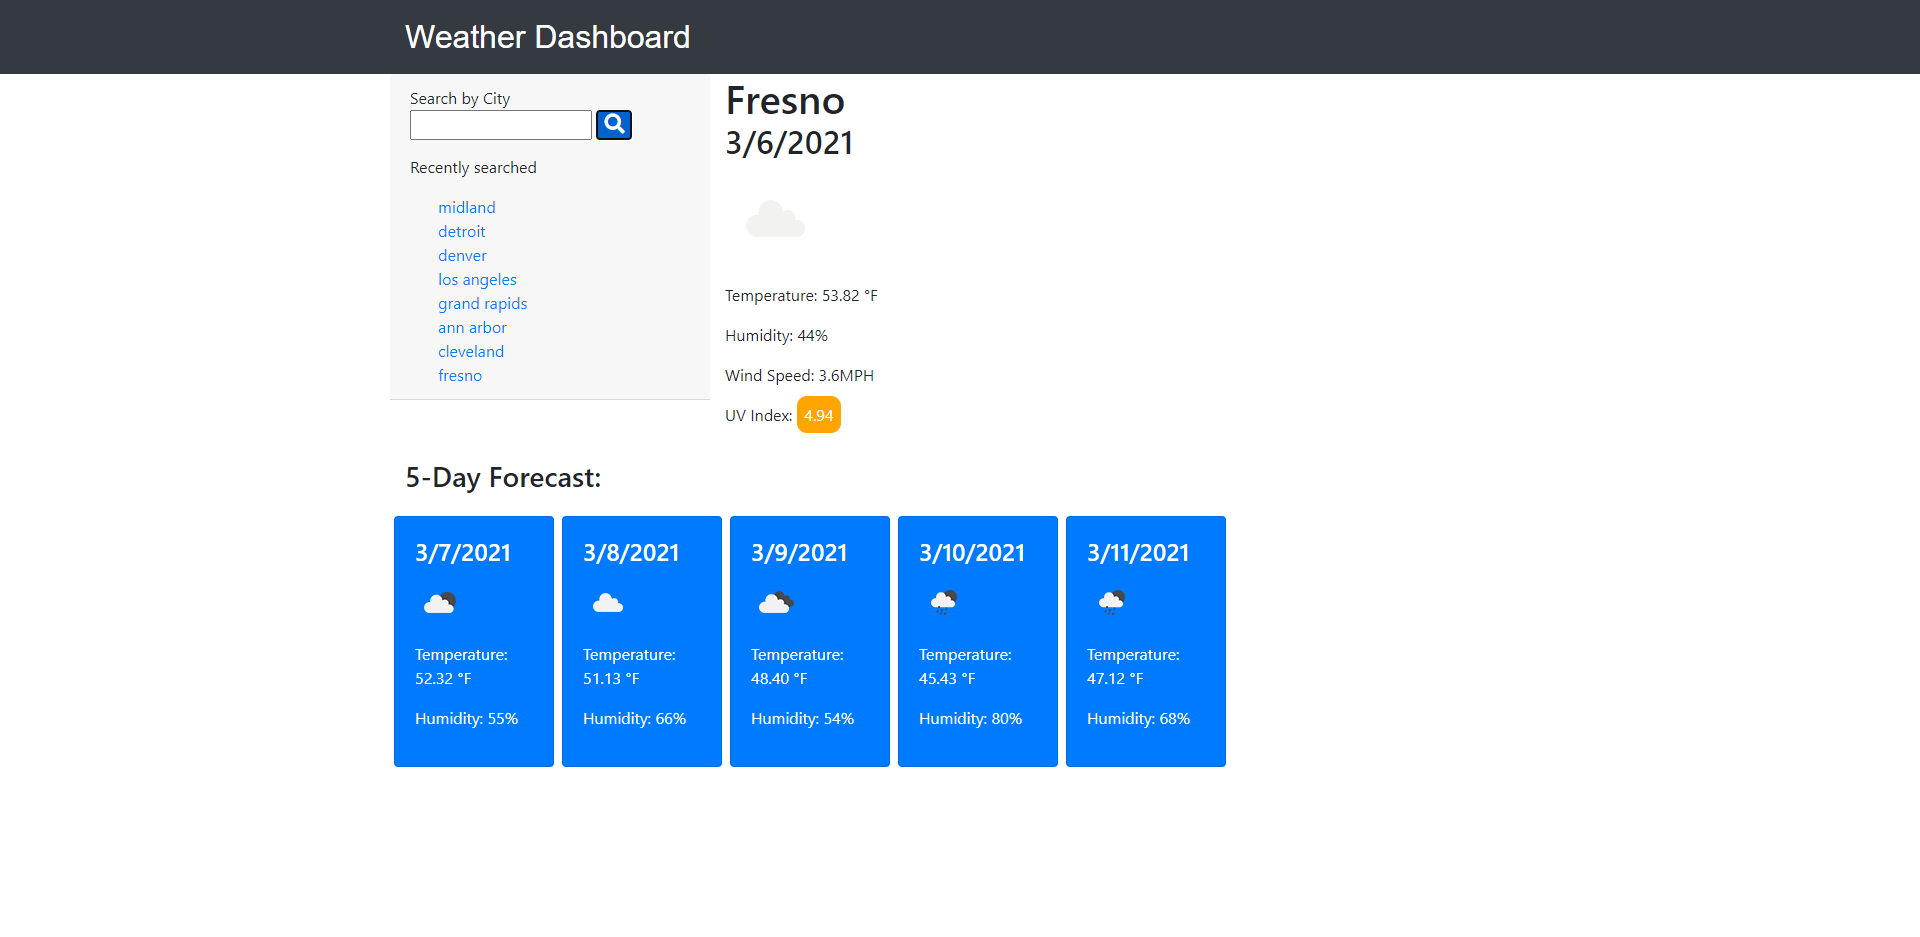 Weather Dashboard
Search by City
Recently searched
midland
detroit
denver
los angeles
grand rapids
ann arbor
cleveland
fresno
Fresno
3/6/2021
Temperature: 53.82 °F
Humidity: 44%
Wind Speed: 3.6MPH
UV Index: 4.94
5-Day Forecast:
3/7/2021
Temperature:
52.32 °F
Humidity: 55%
3/8/2021
Temperature:
51.13 °F
Humidity: 66%
3/9/2021
Temperature:
48.40 °F
Humidity: 54%
3/10/2021
Temperature:
45.43 °F
Humidity: 80%
3/11/2021
Temperature:
47.12 °F
Humidity: 68%